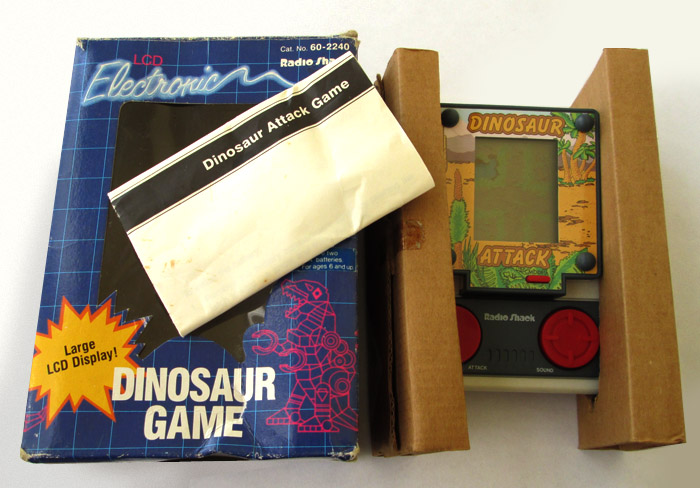 LCD
Electronic
Cat. No. 60-2240
Radio Shack
Dinosaur Attack Game
two
batteries.
For ages 6 and up
Large
LCD Display!
DINOSAUR
GAME
DINOSAUR
ATTACK
Radio Shack
ATTACK
SOUND